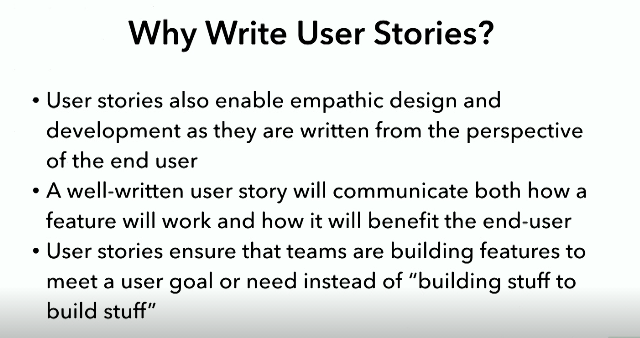 Why Write User Stories?
• User stories also enable empathic design and
development as they are written from the perspective
of the end user
• A well-written user story will communicate both how a
feature will work and how it will benefit the end-user
• User stories ensure that teams are building features to
meet a user goal or need instead of “building stuff to
build stuff”